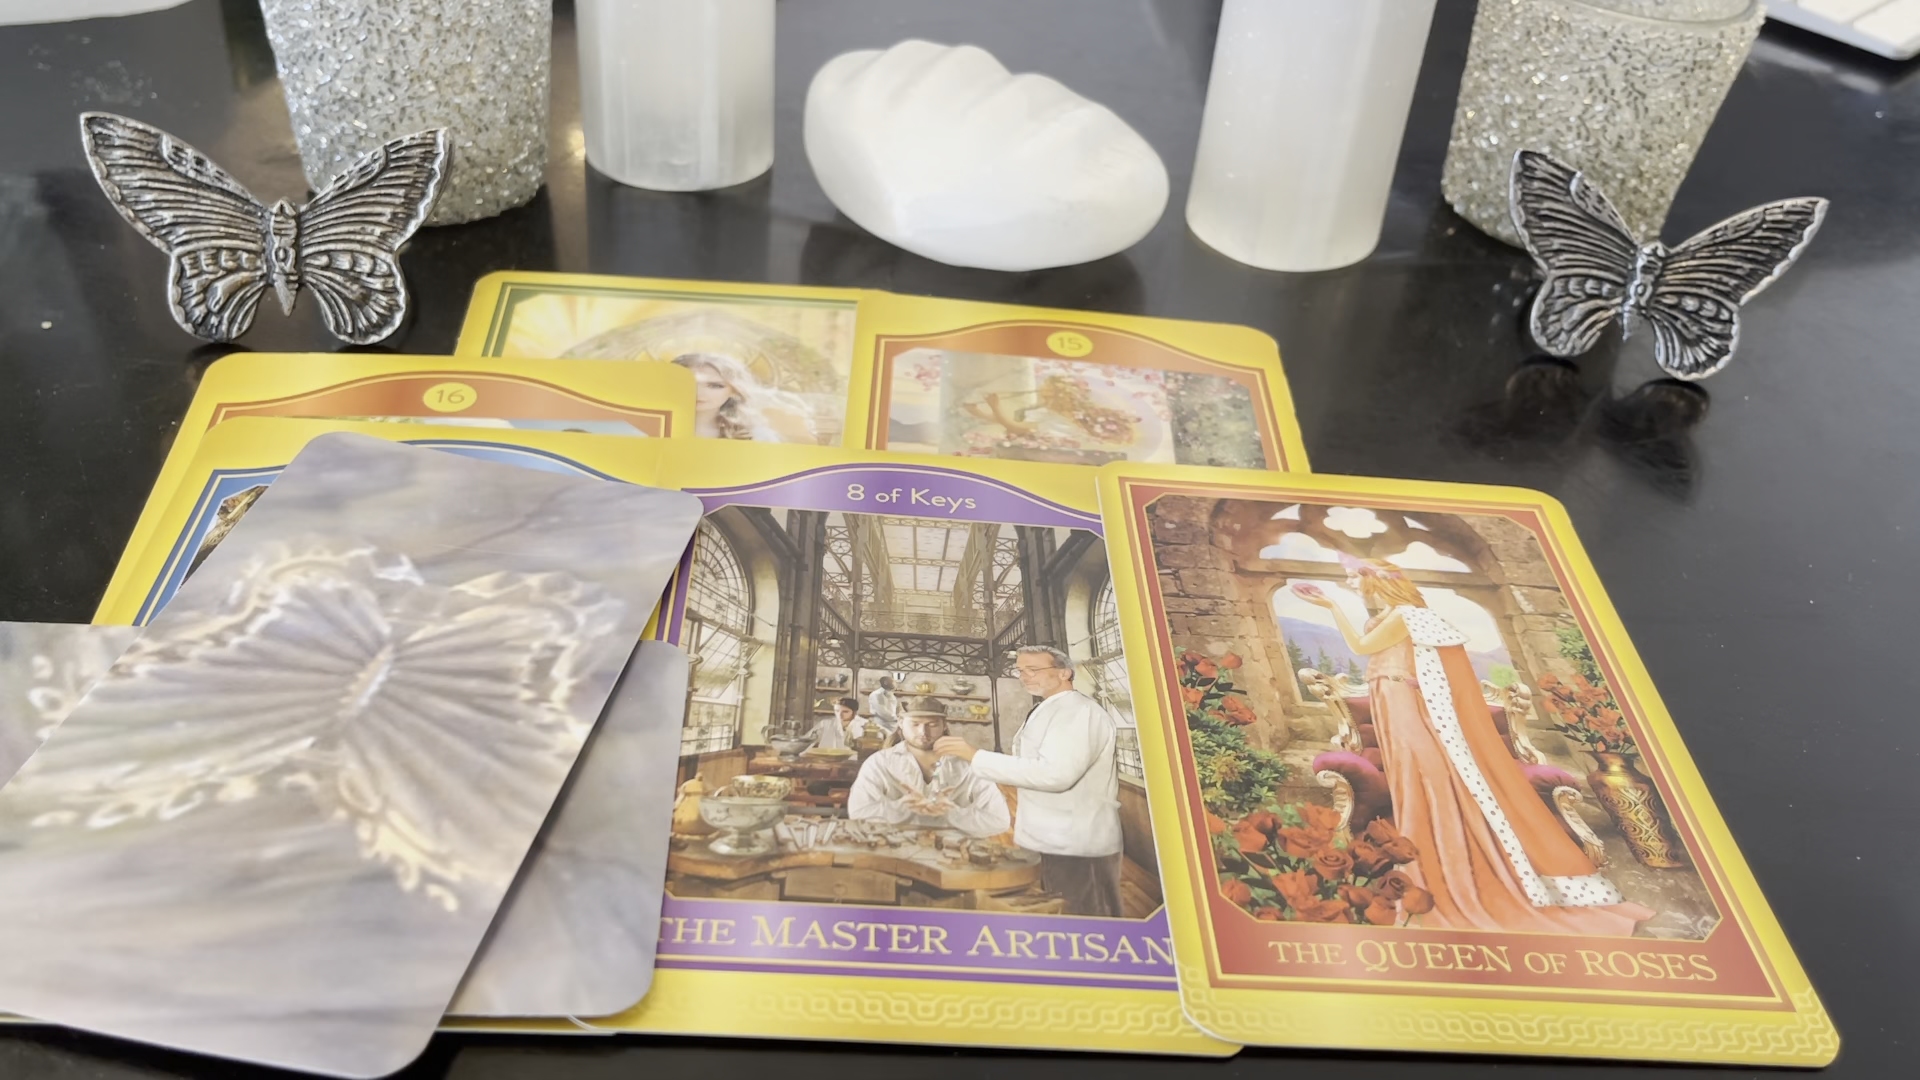 15
16
8 of Keys
THE MASTER ARTISAN
THE QUEEN OF ROSES